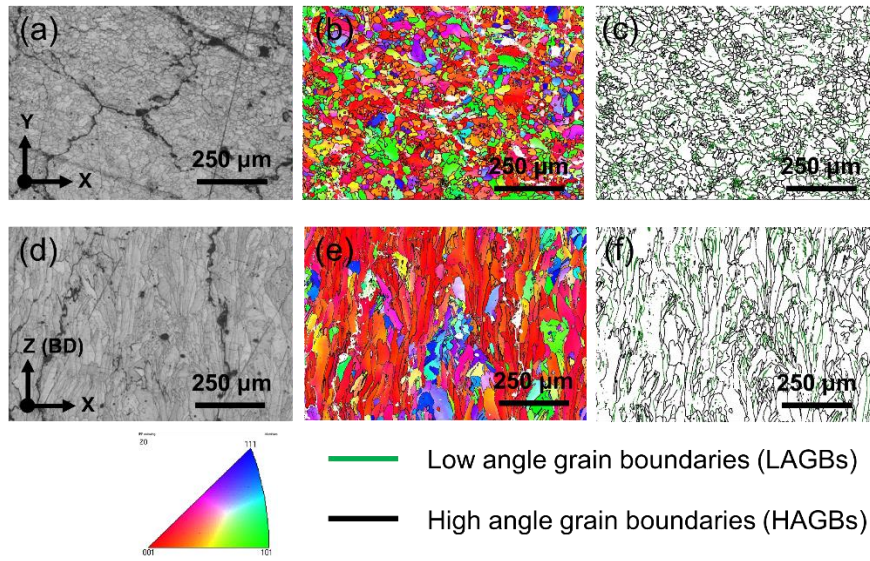 (a)
Y
X
250 µm
(b)
250 µm
(c)
250 µm
(d)
Z (BD)
X
250 µm
(e)
250 µm
(f)
250 µm
20
111
001
101
Low angle grain boundaries (LAGBs)
High angle grain boundaries (HAGBs)